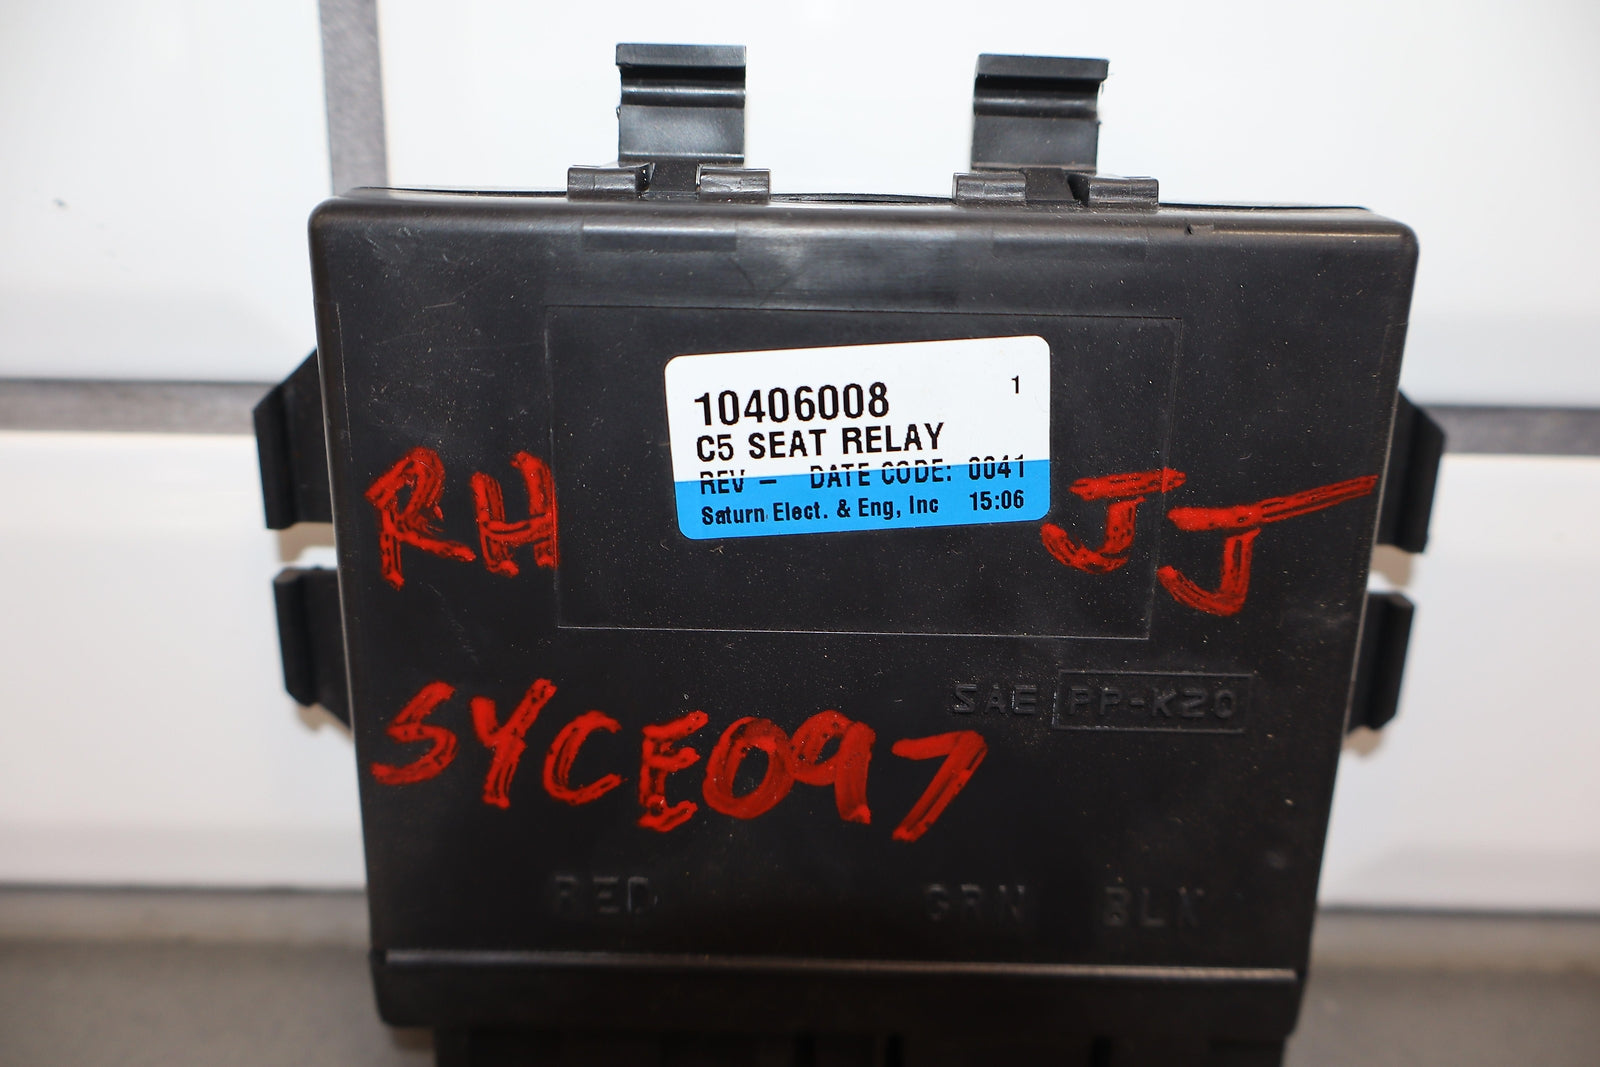 10406008 1
C5 SEAT RELAY
REV - DATE CODE: 0041
Saturn Elect. & Eng, Inc 15:06
RH JJ
SAE PP-K20
SYCE097
RED GRN BLK